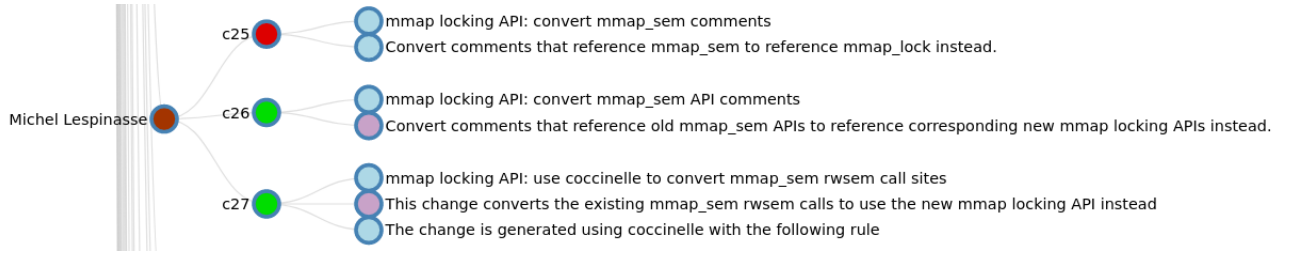 mmap locking API: convert mmap_sem comments
c25
Convert comments that reference mmap_sem to reference mmap_lock instead.
mmap locking API: convert mmap_sem API comments
Michel Lespinasse
c26
Convert comments that reference old mmap_sem APIs to reference corresponding new mmap locking APIs instead.
mmap locking API: use coccinelle to convert mmap_sem rwsem call sites
c27
This change converts the existing mmap_sem rwsem calls to use the new mmap locking API instead
The change is generated using coccinelle with the following rule